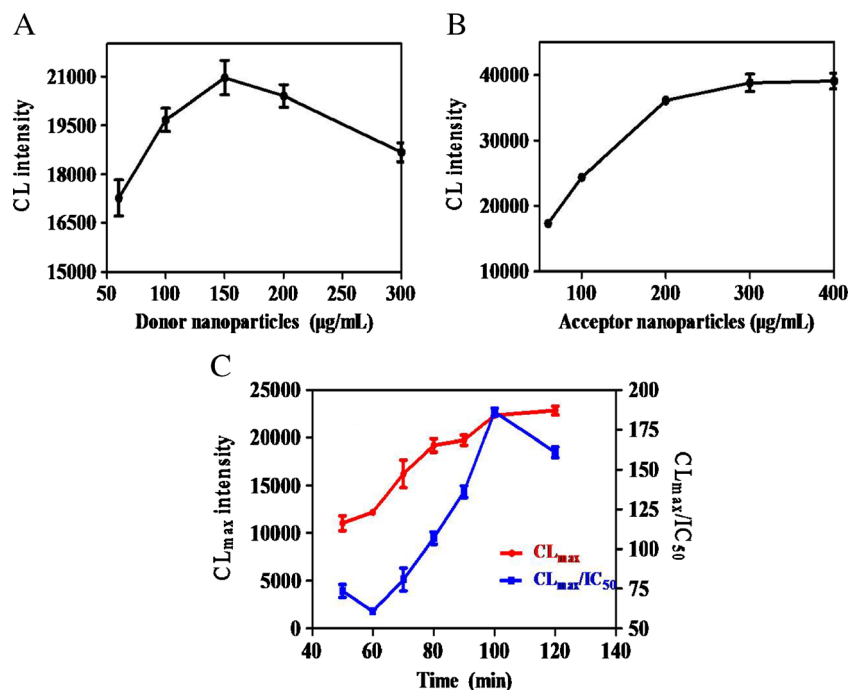 A
CL intensity
21000
19500
18000
16500
15000
50 100 150 200 250 300
Donor nanoparticles (μg/mL)
B
CL intensity
40000
30000
20000
10000
100 200 300 400
Acceptor nanoparticles (μg/mL)
C
CLmax intensity
25000
20000
15000
10000
5000
0
CLmax
CLmax/IC50
200
175
150
125
100
75
50
CLmax/IC50
40 60 80 100 120 140
Time (min)